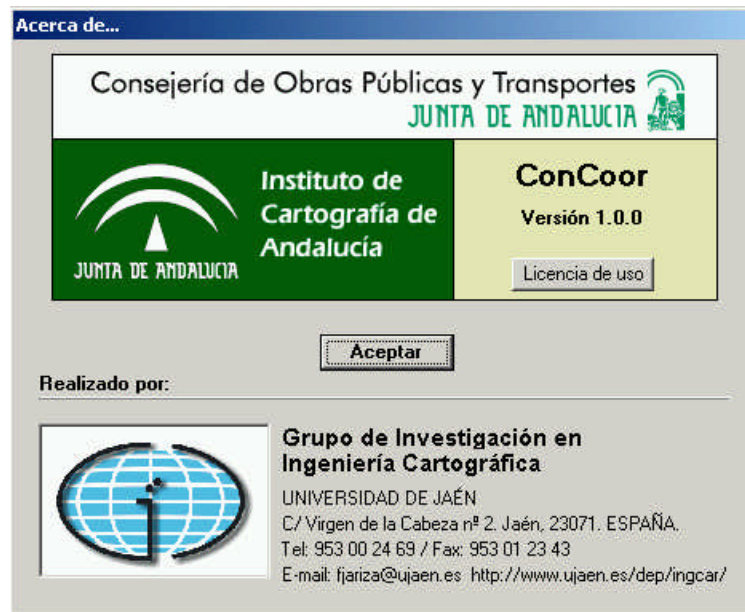 Acerca de...
Consejería de Obras Públicas y Transportes
JUNTA DE ANDALUCIA
Instituto de
Cartografía de
Andalucía
JUNTA DE ANDALUCIA
ConCoor
Versión 1.0.0
Licencia de uso
Aceptar
Realizado por:
Grupo de Investigación en
Ingeniería Cartográfica
UNIVERSIDAD DE JAÉN
C/ Virgen de la Cabeza nº 2. Jaén, 23071. ESPAÑA.
Tel: 953 00 24 69 / Fax: 953 01 23 43
E-mail: fjariza@ujaen.es http://www.ujaen.es/dep/ingcar/